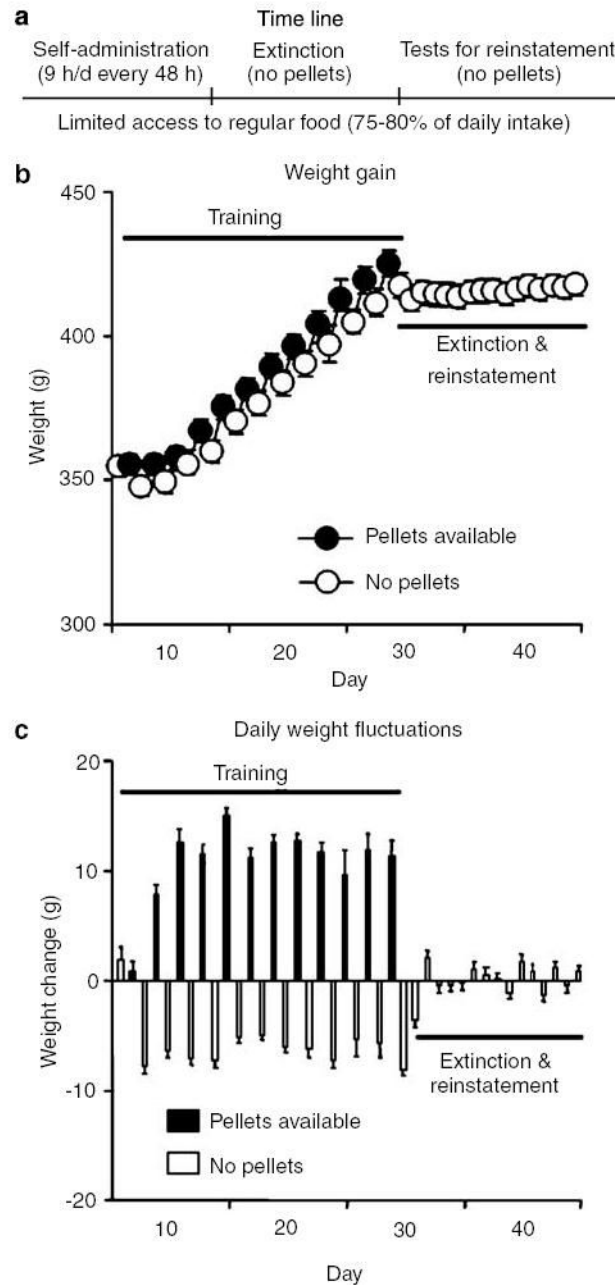 a
Time line
Self-administration
(9 h/d every 48 h)
Extinction
(no pellets)
Tests for reinstatement
(no pellets)
Limited access to regular food (75-80% of daily intake)
b
Weight gain
450
400
350
300
Weight (g)
Training
Extinction &
reinstatement
Pellets available
No pellets
10 20 30 40
Day
c
Daily weight fluctuations
20
10
0
-10
-20
Weight change (g)
Training
Extinction &
reinstatement
Pellets available
No pellets
10 20 30 40
Day